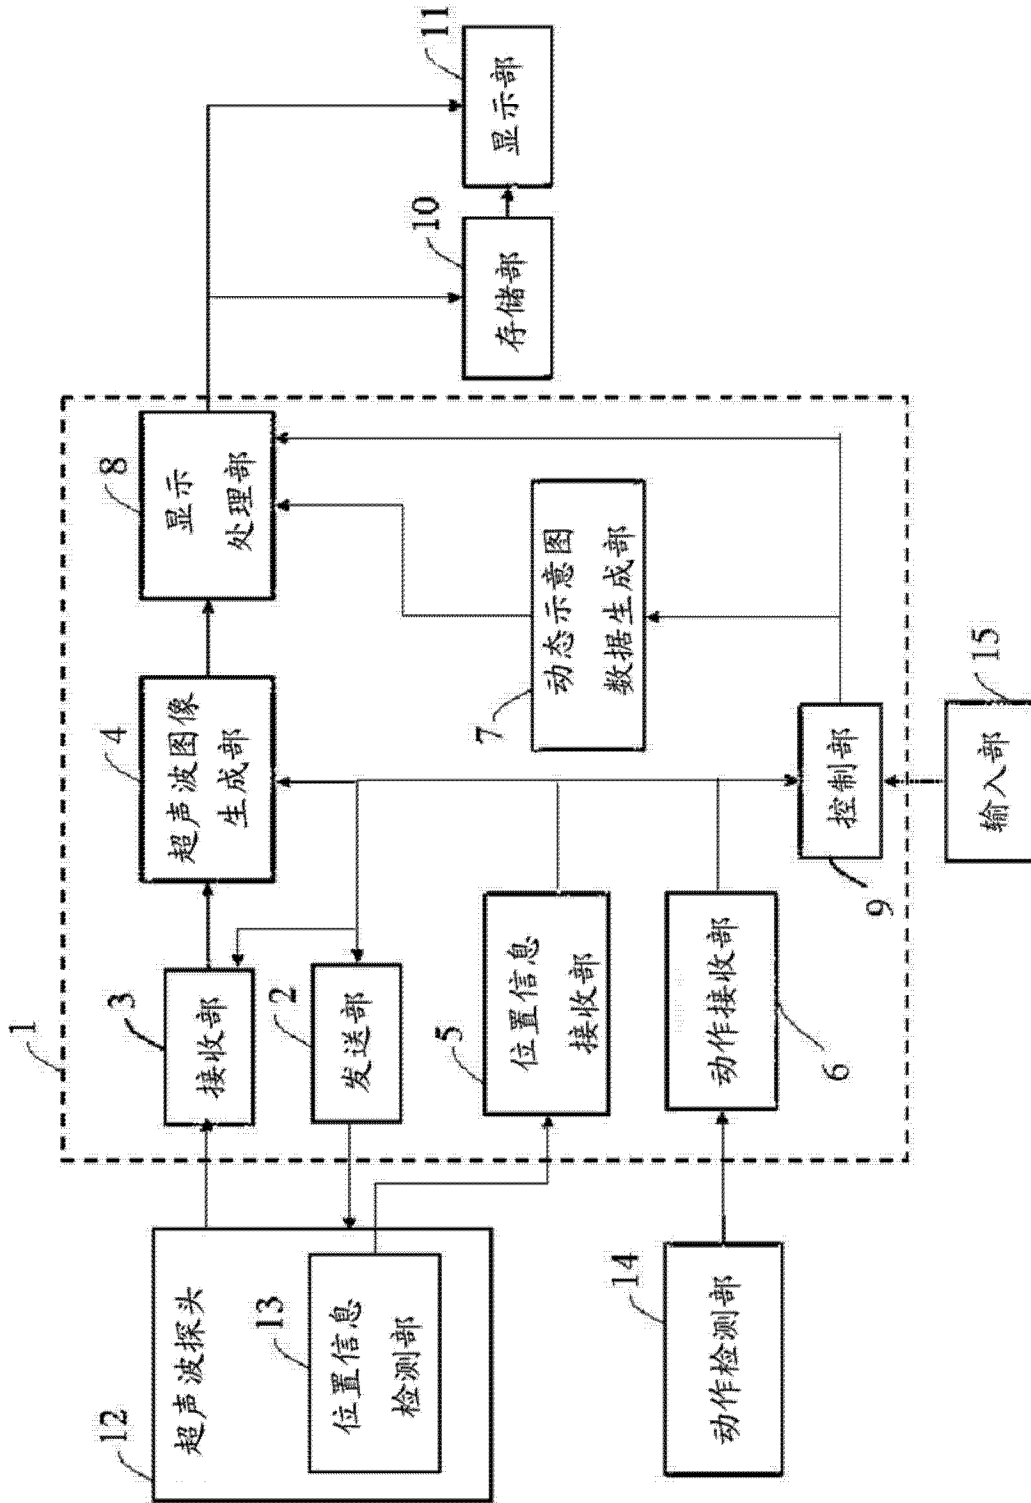 1
12
超声波探头
13
位置信息
检测部
14
动作检测部
3
接收部
2
发送部
5
位置信息
接收部
动作接收部
6
4
超声波图像
生成部
7
动态示意图
数据生成部
控制部
9
输入部
15
8
显示
处理部
10
存储部
11
显示部